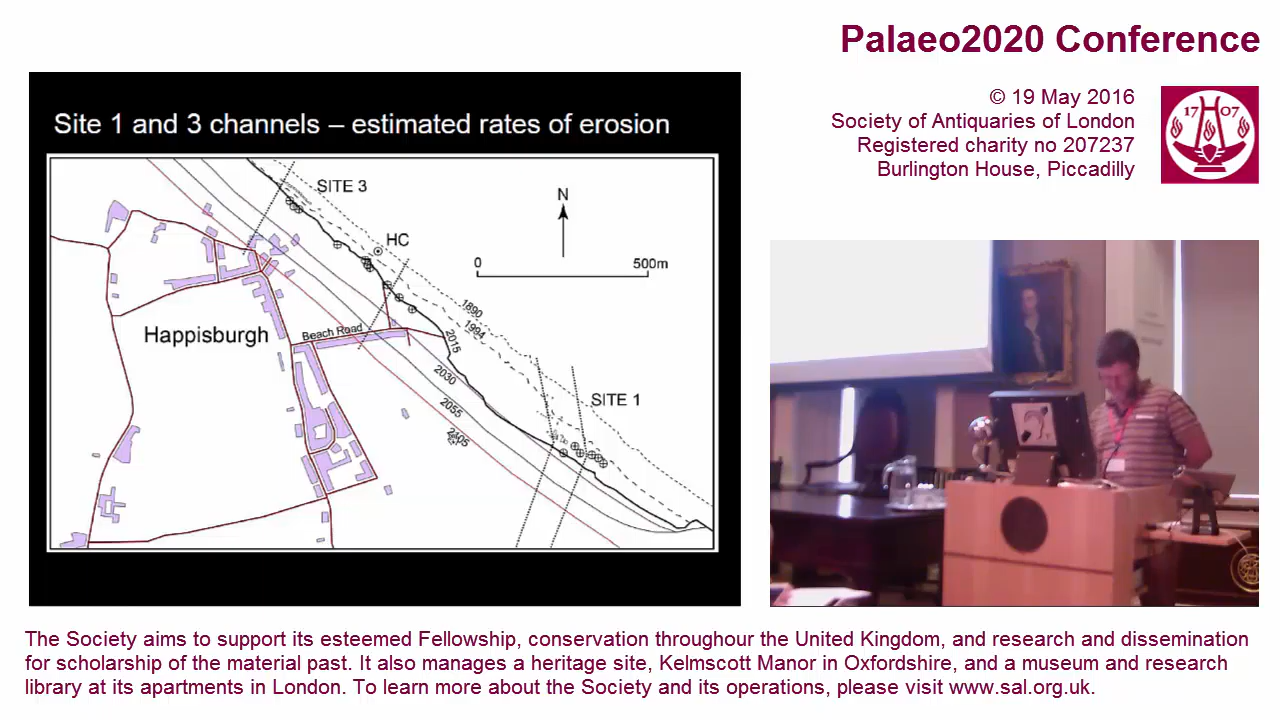 Palaeo2020 Conference
© 19 May 2016
Society of Antiquaries of London
Registered charity no 207237
Burlington House, Piccadilly
17 07
Site 1 and 3 channels – estimated rates of erosion
SITE 3
N
HC
0 500m
1890
1994
Happisburgh
Beach Road
2015
2030
SITE 1
2055
2105
The Society aims to support its esteemed Fellowship, conservation throughour the United Kingdom, and research and dissemination
for scholarship of the material past. It also manages a heritage site, Kelmscott Manor in Oxfordshire, and a museum and research
library at its apartments in London. To learn more about the Society and its operations, please visit www.sal.org.uk.